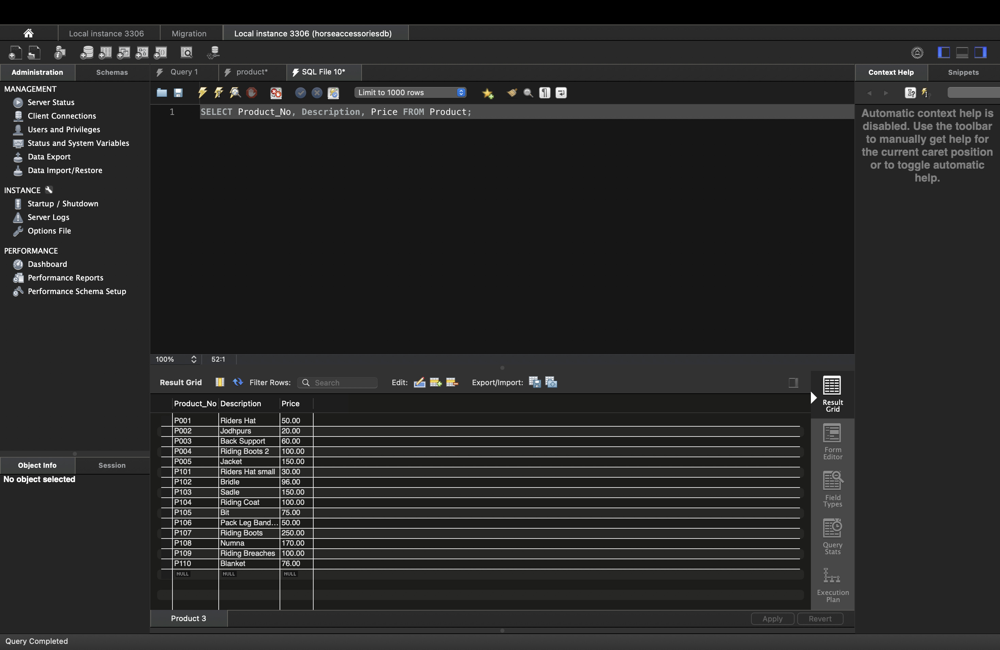 Local instance 3306 Migration Local instance 3306 (horseaccessoriesdb)
Administration Schemas
MANAGEMENT
Server Status
Client Connections
Users and Privileges
Status and System Variables
Data Export
Data Import/Restore
INSTANCE
Startup / Shutdown
Server Logs
Options File
PERFORMANCE
Dashboard
Performance Reports
Performance Schema Setup
Object Info Session
No object selected
Query 1 product* SQL File 10*
Limit to 1000 rows
1 SELECT Product_No, Description, Price FROM Product;
100% 52:1
Result Grid Filter Rows: Search Edit: Export/Import:
Product_No Description Price
P001 Riders Hat 50.00
P002 Jodhpurs 20.00
P003 Back Support 60.00
P004 Riding Boots 2 100.00
P005 Jacket 150.00
P101 Riders Hat small 30.00
P102 Bridle 96.00
P103 Sadle 150.00
P104 Riding Coat 100.00
P105 Bit 75.00
P106 Pack Leg Band... 50.00
P107 Riding Boots 250.00
P108 Numna 170.00
P109 Riding Breaches 100.00
P110 Blanket 76.00
NULL NULL NULL
Result
Grid
Form
Editor
Field
Types
Query
Stats
Execution
Plan
Product 3 Apply Revert
Context Help Snippets
Automatic context help is
disabled. Use the toolbar
to manually get help for
the current caret position
or to toggle automatic
help.
Query Completed